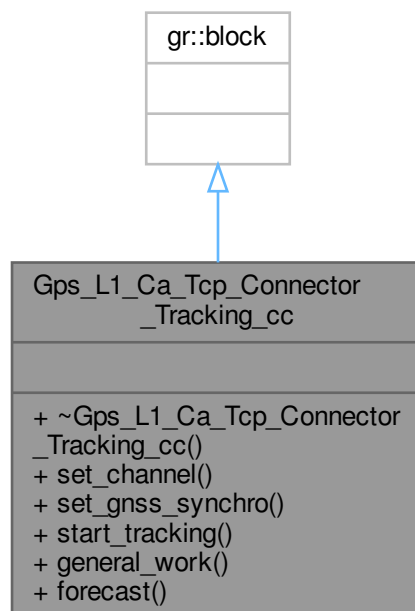 gr::block
Gps_L1_Ca_Tcp_Connector
_Tracking_cc
+ ~Gps_L1_Ca_Tcp_Connector
_Tracking_cc()
+ set_channel()
+ set_gnss_synchro()
+ start_tracking()
+ general_work()
+ forecast()